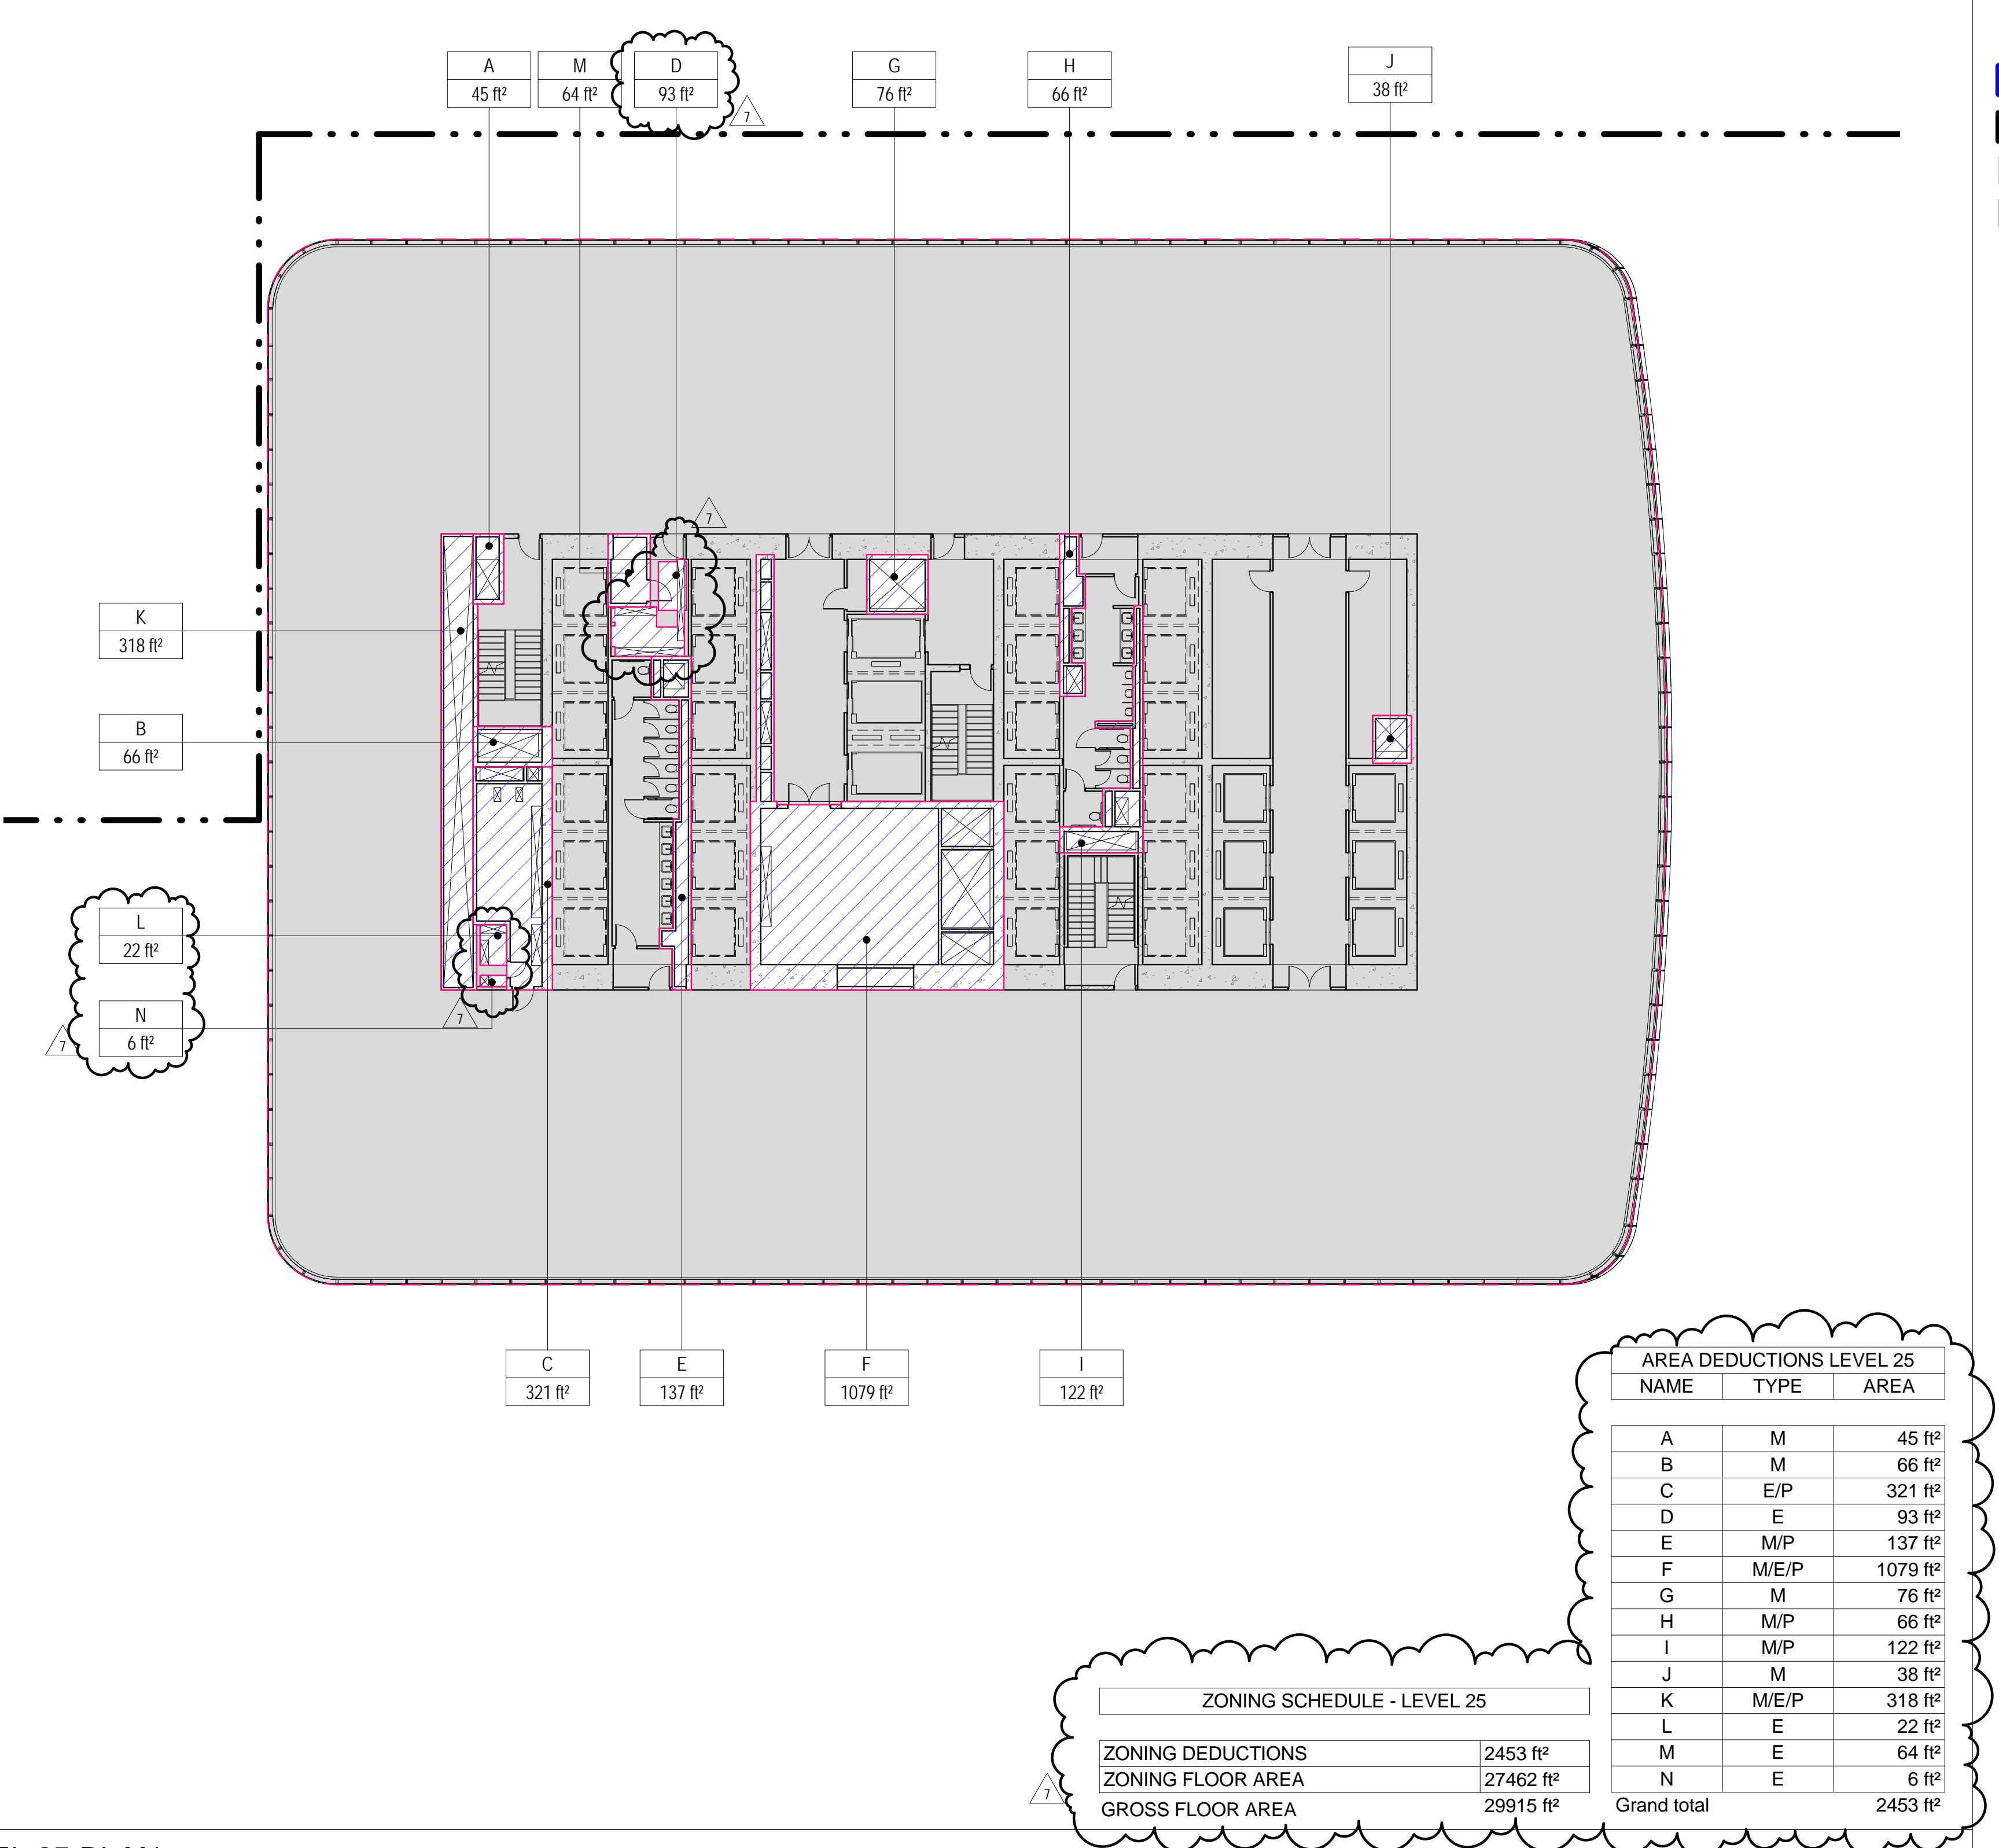 A
45 ft²
M
64 ft²
D
93 ft²
7
G
76 ft²
H
66 ft²
J
38 ft²
7
K
318 ft²
B
66 ft²
L
22 ft²
N
6 ft²
7
7
C
321 ft²
E
137 ft²
F
1079 ft²
I
122 ft²
AREA DEDUCTIONS LEVEL 25
NAME TYPE AREA
A M 45 ft²
B M 66 ft²
C E/P 321 ft²
D E 93 ft²
E M/P 137 ft²
F M/E/P 1079 ft²
G M 76 ft²
H M/P 66 ft²
I M/P 122 ft²
J M 38 ft²
K M/E/P 318 ft²
L E 22 ft²
M E 64 ft²
N E 6 ft²
Grand total 2453 ft²
ZONING SCHEDULE - LEVEL 25
ZONING DEDUCTIONS 2453 ft²
ZONING FLOOR AREA 27462 ft²
GROSS FLOOR AREA 29915 ft²
7